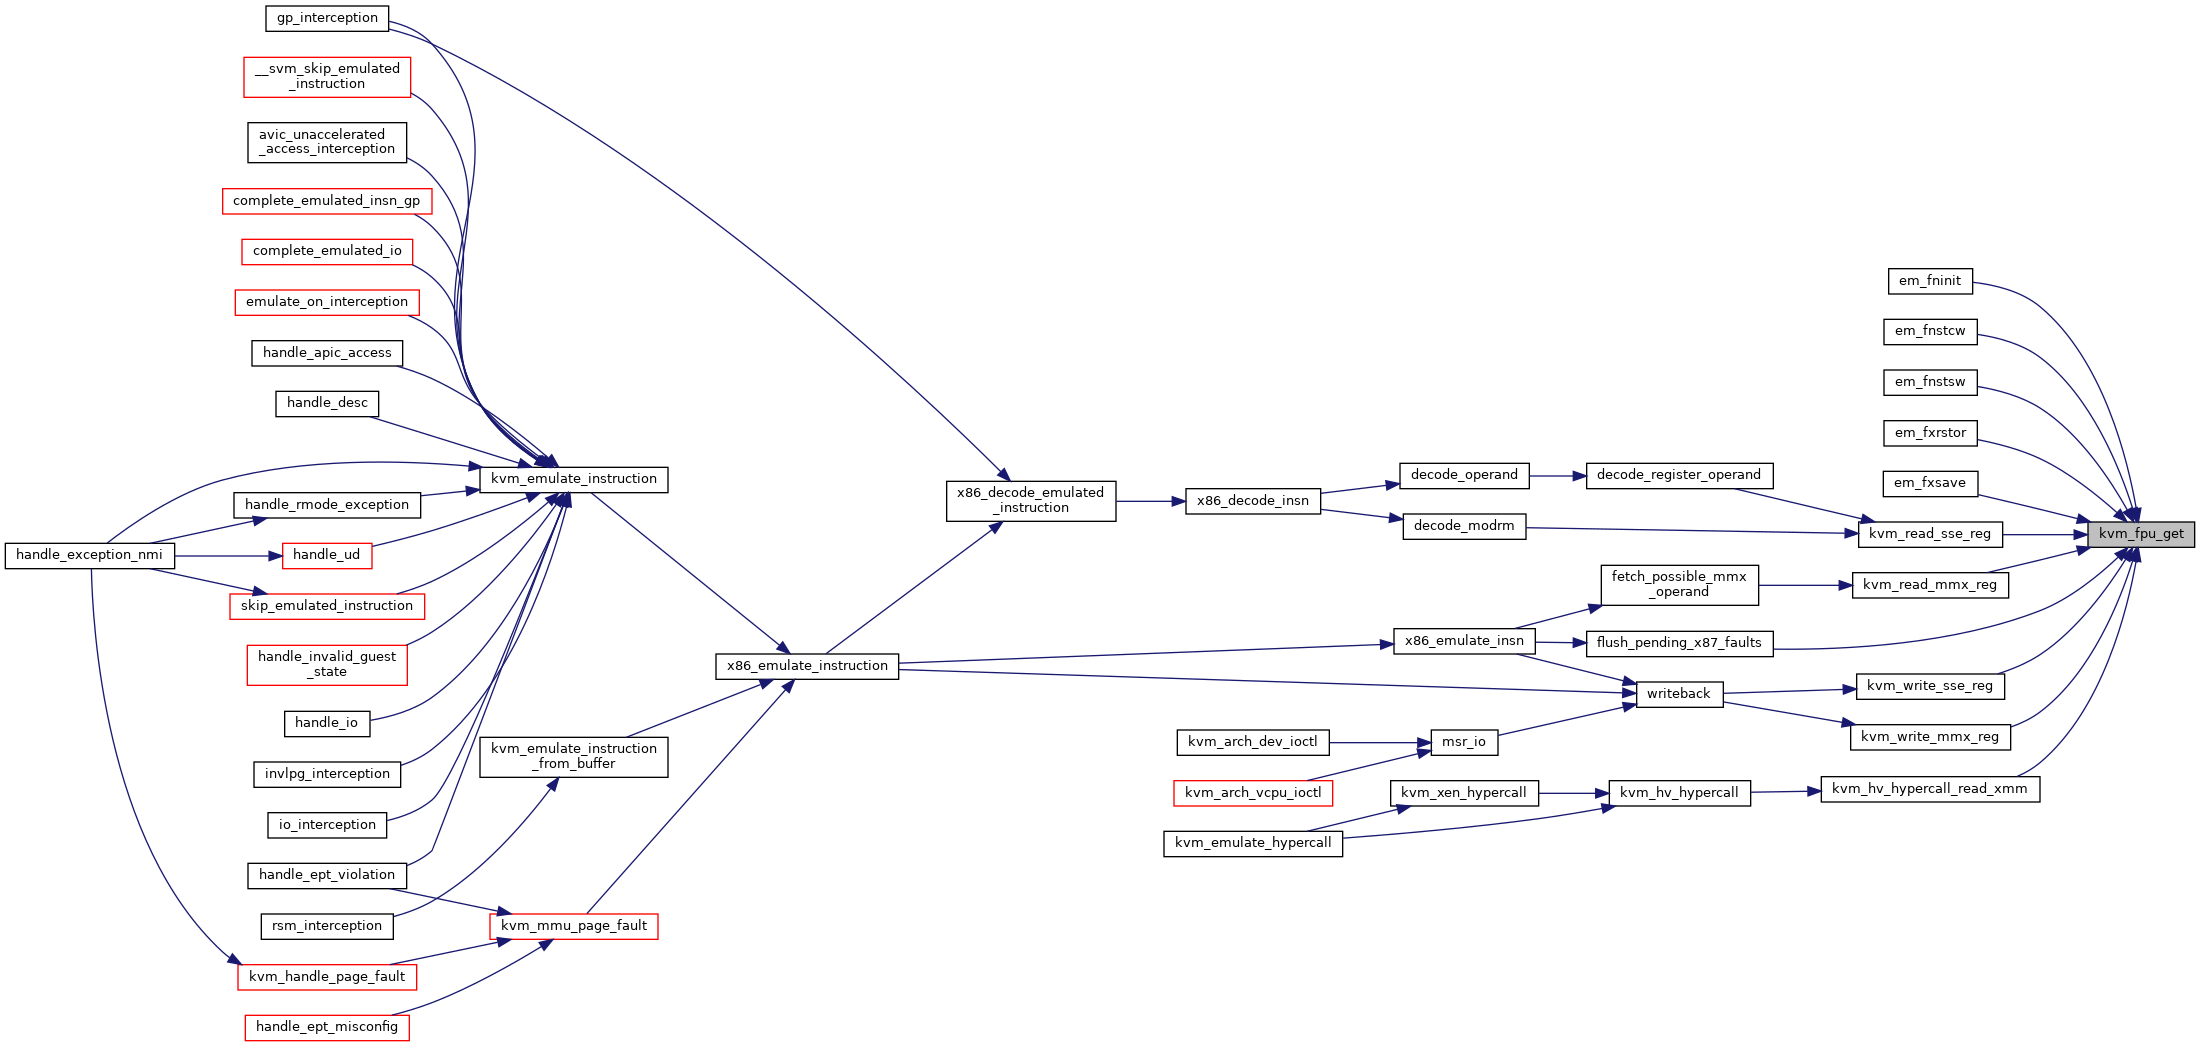 gp_interception
__svm_skip_emulated
_instruction
avic_unaccelerated
_access_interception
complete_emulated_insn_gp
complete_emulated_io
emulate_on_interception
handle_apic_access
handle_desc
kvm_emulate_instruction
handle_rmode_exception
handle_exception_nmi
handle_ud
skip_emulated_instruction
handle_invalid_guest
_state
handle_io
invlpg_interception
io_interception
handle_ept_violation
rsm_interception
kvm_handle_page_fault
handle_ept_misconfig
kvm_emulate_instruction
_from_buffer
kvm_mmu_page_fault
x86_emulate_instruction
x86_decode_emulated
_instruction
x86_decode_insn
decode_operand
decode_modrm
decode_register_operand
fetch_possible_mmx
_operand
x86_emulate_insn
flush_pending_x87_faults
writeback
kvm_arch_dev_ioctl
msr_io
kvm_arch_vcpu_ioctl
kvm_xen_hypercall
kvm_hv_hypercall
kvm_emulate_hypercall
em_fninit
em_fnstcw
em_fnstsw
em_fxrstor
em_fxsave
kvm_read_sse_reg
kvm_fpu_get
kvm_read_mmx_reg
kvm_write_sse_reg
kvm_write_mmx_reg
kvm_hv_hypercall_read_xmm